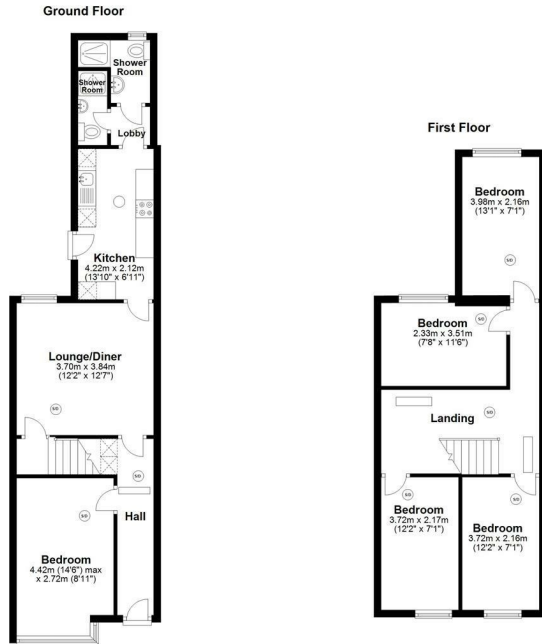 Ground Floor
Shower
Room
Shower
Room
Lobby
Kitchen
4.22m x 2.12m
(13'10" x 6'11")
Lounge/Diner
3.70m x 3.84m
(12'2" x 12'7")
S/D
S/D
S/D
Hall
Bedroom
4.42m (14'6") max
x 2.72m (8'11")
First Floor
Bedroom
3.98m x 2.16m
(13'1" x 7'1")
S/D
S/D
Bedroom
2.33m x 3.51m
(7'8" x 11'6")
Landing
S/D
S/D
S/D
Bedroom
3.72m x 2.17m
(12'2" x 7'1")
Bedroom
3.72m x 2.16m
(12'2" x 7'1")